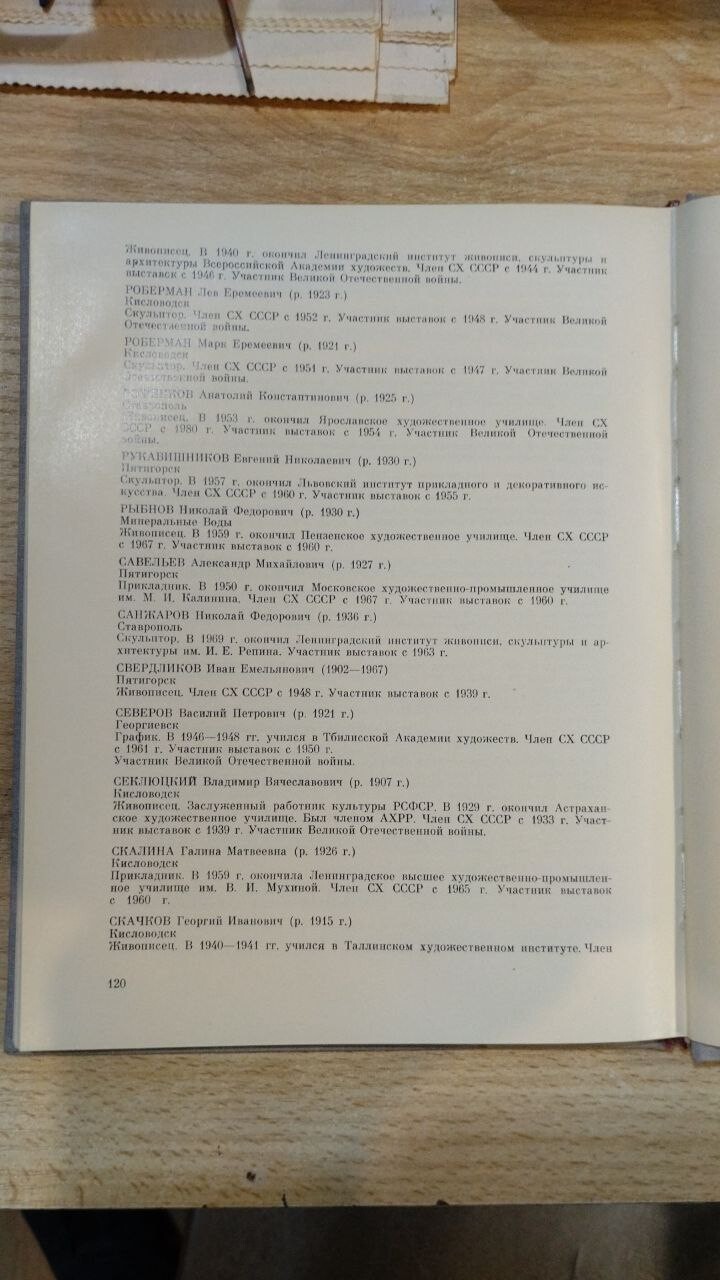 Живописец. В 1940 г. окончил Ленинградский институт живописи, скульптуры и
архитектуры Всероссийской Академии художеств. Член СХ СССР с 1944 г. Участник
выставок с 1946 г. Участник Великой Отечественной войны.
РОБЕРМАН Лев Еремеевич (р. 1923 г.)
Кисловодск
Скульптор. Член СХ СССР с 1952 г. Участник выставок с 1948 г. Участник Великой
Отечественной войны.
РОБЕРМАН Марк Еремеевич (р. 1921 г.)
Кисловодск
Скульптор. Член СХ СССР с 1951 г. Участник выставок с 1947 г. Участник Великой
Отечественной войны.
Анатолий Константинович (р. 1925 г.)
Ставрополь
Живописец. В 1953 г. окончил Ярославское художественное училище. Член СХ
СССР с 1980 г. Участник выставок с 1954 г. Участник Великой Отечественной
войны.
РУКАВИШНИКОВ Евгений Николаевич (р. 1930 г.)
Пятигорск
Скульптор. В 1957 г. окончил Львовский институт прикладного и декоративного ис-
кусства. Член СХ СССР с 1960 г. Участник выставок с 1955 г.
РЫБНОВ Николай Федорович (р. 1930 г.)
Минеральные Воды
Живописец. В 1959 г. окончил Пензенское художественное училище. Член СХ СССР
с 1967 г. Участник выставок с 1960 г.
САВЕЛЬЕВ Александр Михайлович (р. 1927 г.)
Пятигорск
Прикладник. В 1950 г. окончил Московское художественно-промышленное училище
им. М. И. Калинина. Член СХ СССР с 1967 г. Участник выставок с 1960 г.
САНЖАРОВ Николай Федорович (р. 1936 г.)
Ставрополь
Скульптор. В 1969 г. окончил Ленинградский институт живописи, скульптуры и ар-
хитектуры им. И. Е. Репина. Участник выставок с 1963 г.
СВЕРДЛИКОВ Иван Емельянович (1902—1967)
Пятигорск
Живописец. Член СХ СССР с 1948 г. Участник выставок с 1939 г.
СЕВЕРОВ Василий Петрович (р. 1921 г.)
Георгиевск
График. В 1946—1948 гг. учился в Тбилисской Академии художеств. Член СХ СССР
с 1961 г. Участник выставок с 1950 г.
Участник Великой Отечественной войны.
СЕКЛЮЦКИЙ Владимир Вячеславович (р. 1907 г.)
Кисловодск
Живописец. Заслуженный работник культуры РСФСР. В 1929 г. окончил Астрахан-
ское художественное училище. Был членом АХРР. Член СХ СССР с 1933 г. Участ-
ник выставок с 1939 г. Участник Великой Отечественной войны.
СКАЛИНА Галина Матвеевна (р. 1926 г.)
Кисловодск
Прикладник. В 1959 г. окончила Ленинградское высшее художественно-промышлен-
ное училище им. В. И. Мухиной. Член СХ СССР с 1965 г. Участник выставок
с 1960 г.
СКАЧКОВ Георгий Иванович (р. 1915 г.)
Кисловодск
Живописец. В 1940—1941 гг. учился в Таллинском художественном институте. Член
120